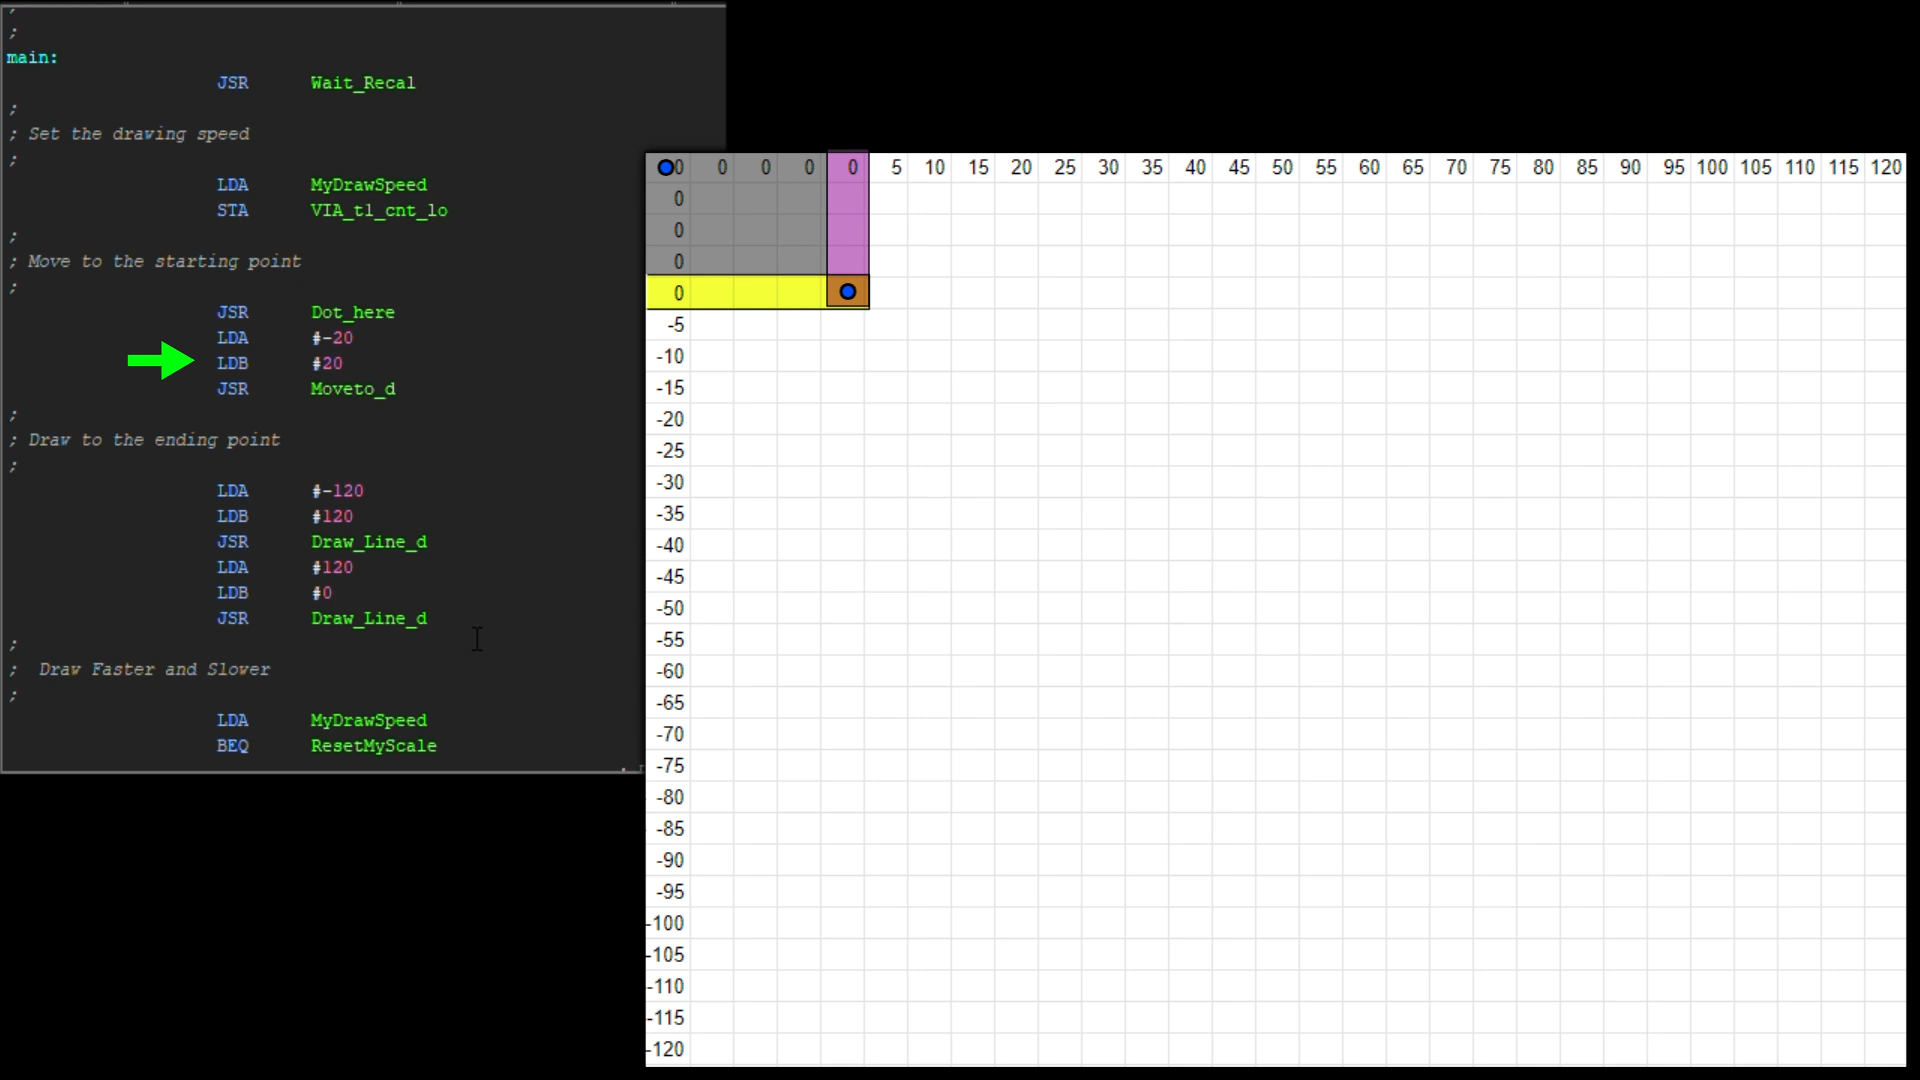 ;
;
main:
JSR Wait_Recal
;
; Set the drawing speed
;
LDA MyDrawSpeed
STA VIA_t1_cnt_lo
;
; Move to the starting point
;
JSR Dot_here
LDA #-20
LDB #20
JSR Moveto_d
;
; Draw to the ending point
;
LDA #-120
LDB #120
JSR Draw_Line_d
LDA #120
LDB #0
JSR Draw_Line_d
;
; Draw Faster and Slower
;
LDA MyDrawSpeed
BEQ ResetMyScale
0 0 0 0 0 5 10 15 20 25 30 35 40 45 50 55 60 65 70 75 80 85 90 95 100 105 110 115 120
0
0
0
0
-5
-10
-15
-20
-25
-30
-35
-40
-45
-50
-55
-60
-65
-70
-75
-80
-85
-90
-95
-100
-105
-110
-115
-120